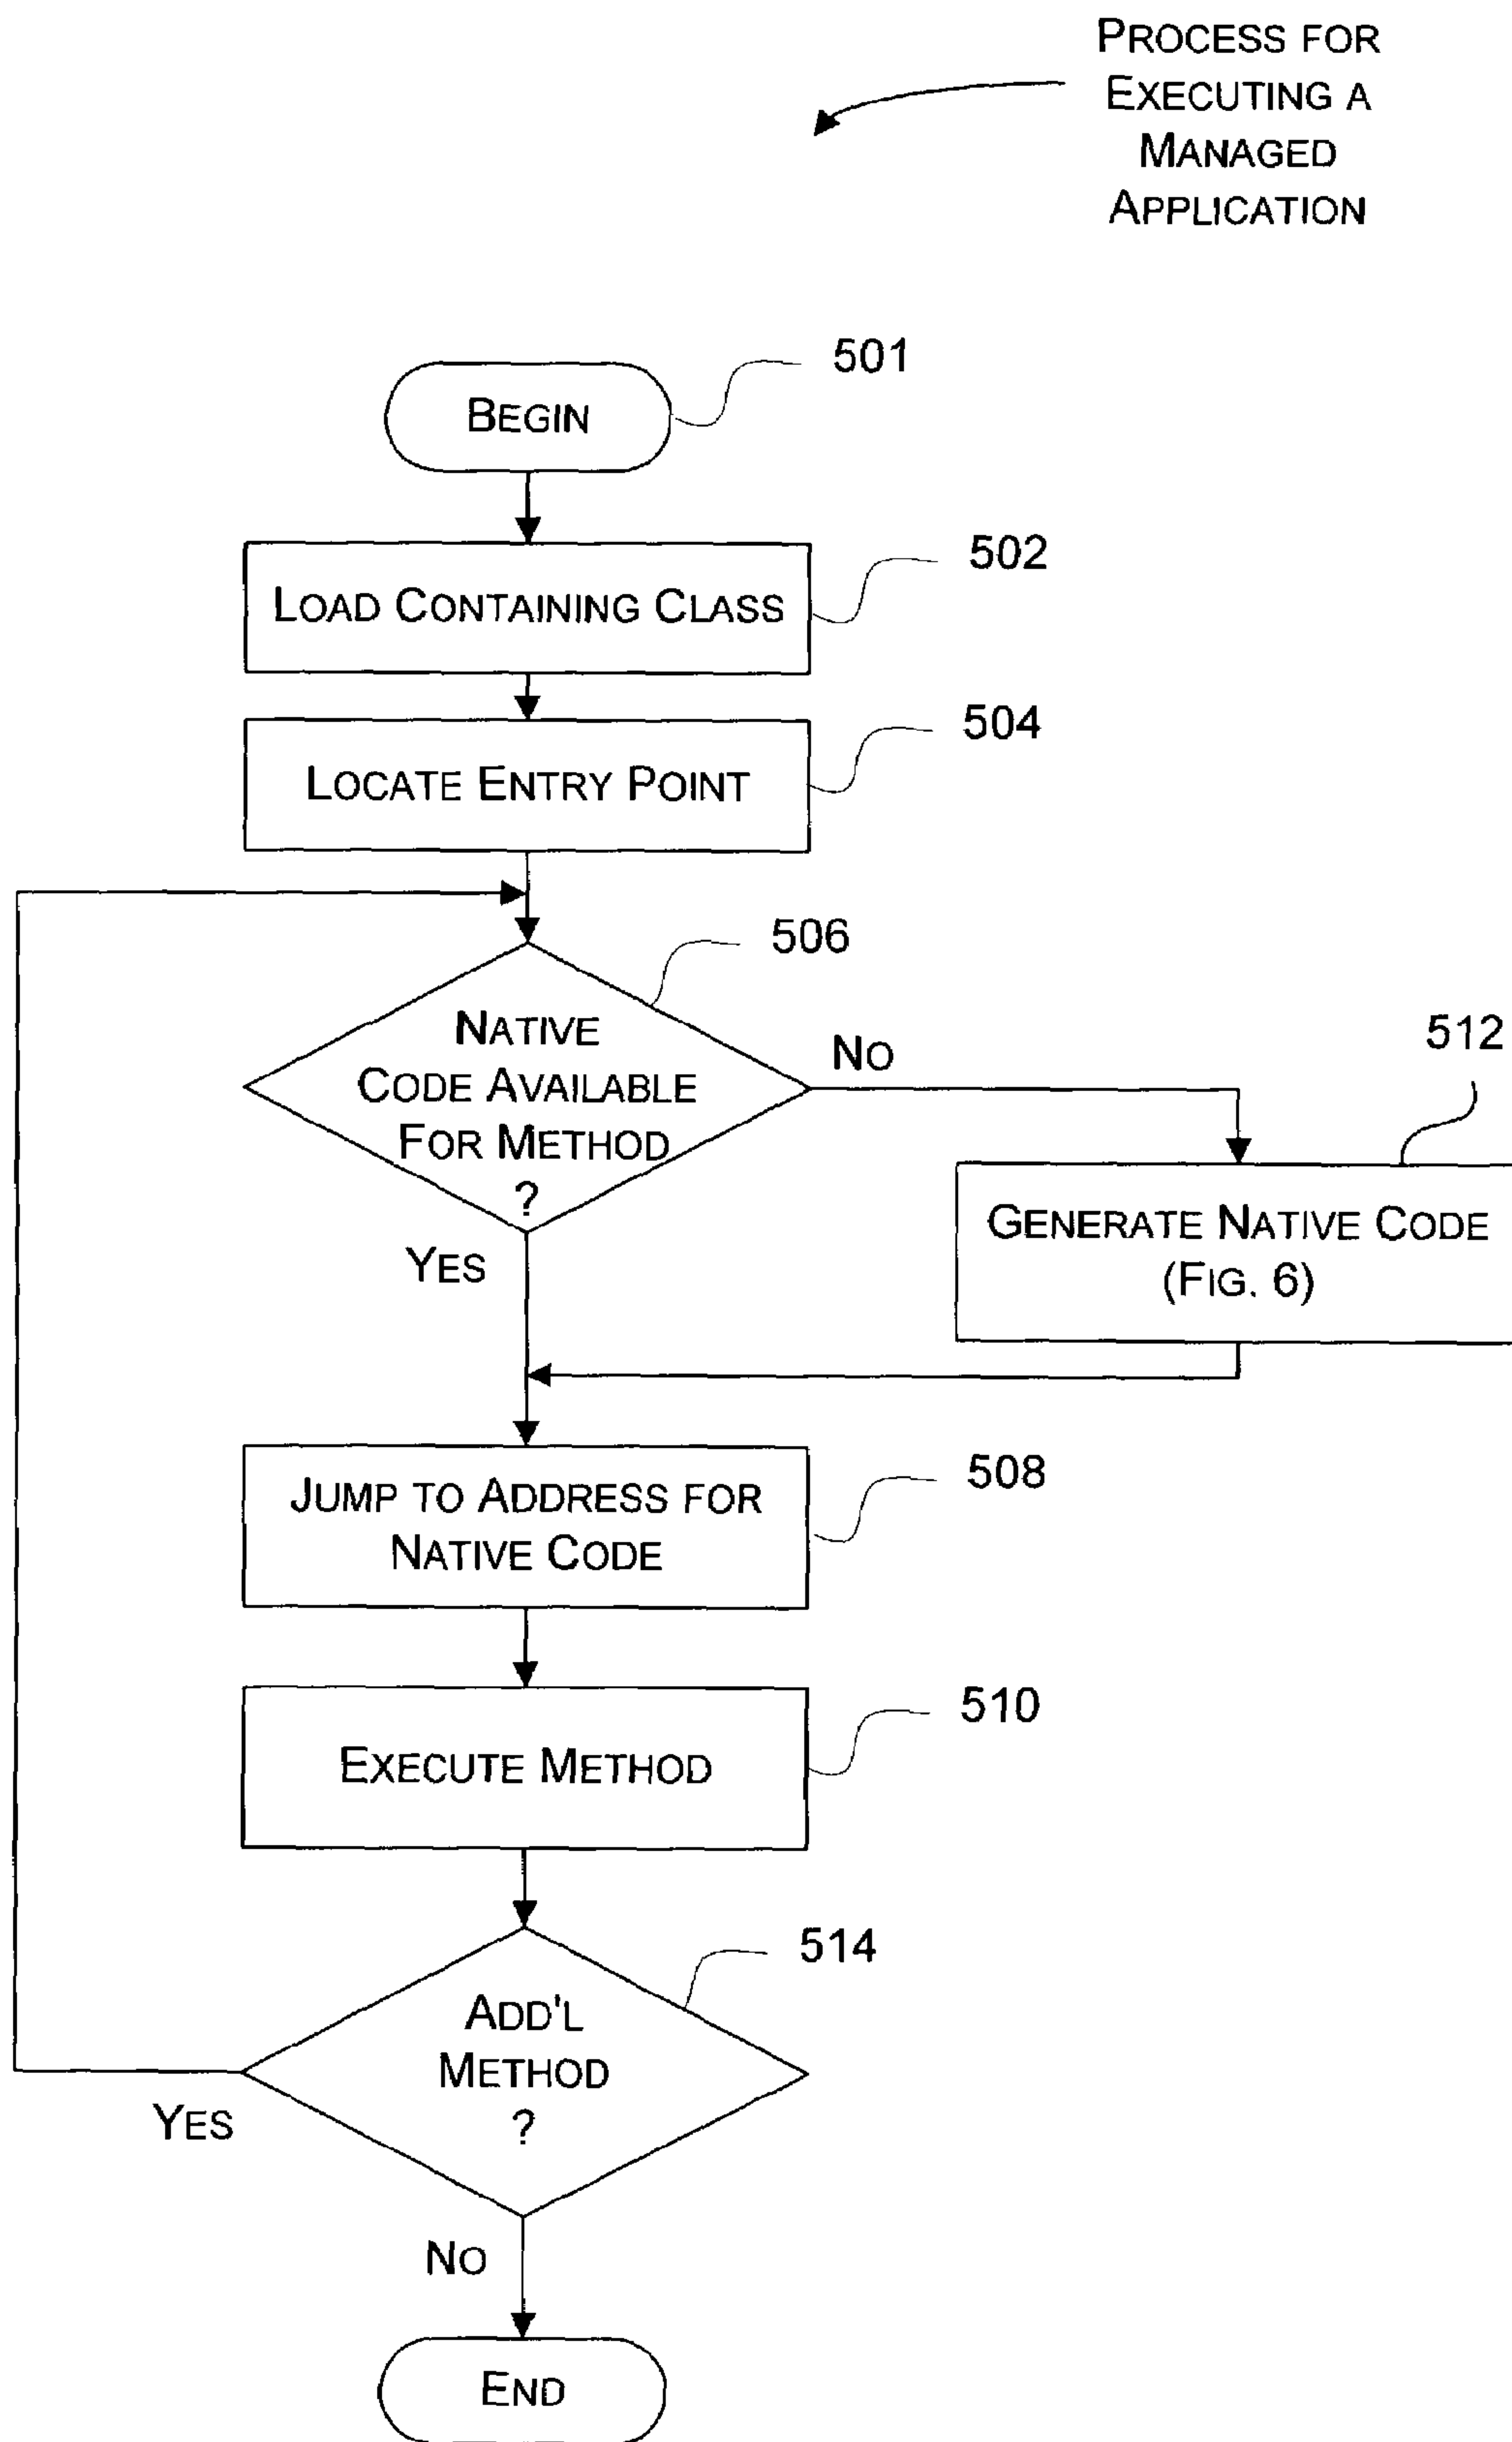 PROCESS FOR
EXECUTING A
MANAGED
APPLICATION
501
BEGIN
502
LOAD CONTAINING CLASS
504
LOCATE ENTRY POINT
506
NATIVE
CODE AVAILABLE
FOR METHOD
?
NO
512
GENERATE NATIVE CODE
(FIG. 6)
YES
508
JUMP TO ADDRESS FOR
NATIVE CODE
510
EXECUTE METHOD
514
ADD'L
METHOD
?
YES
NO
END